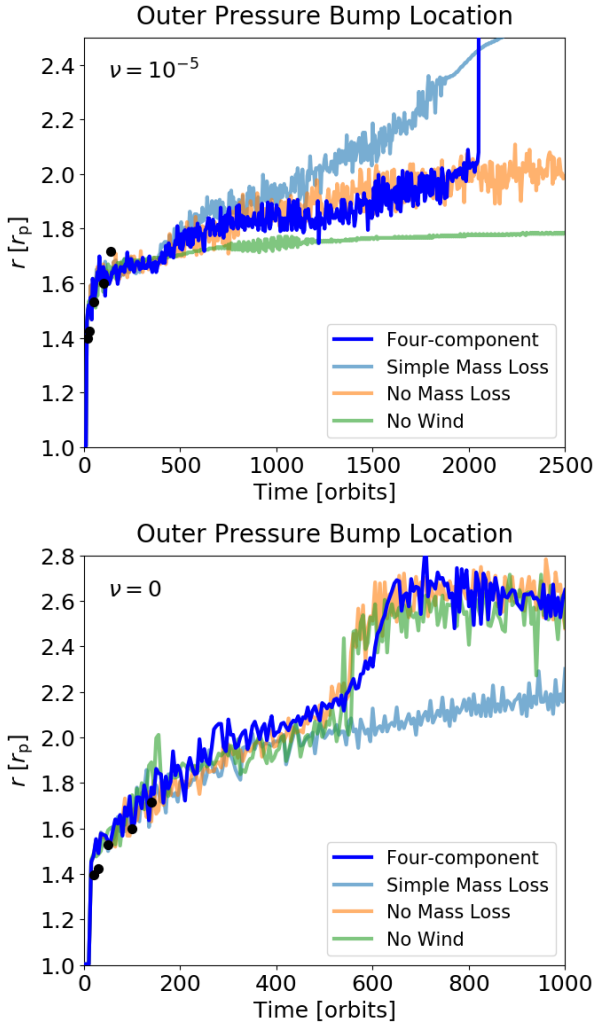 Outer Pressure Bump Location
ν = 10⁻⁵
2.4
2.2
2.0
1.8
1.6
1.4
1.2
1.0
r [rₚ]
0 500 1000 1500 2000 2500
Time [orbits]
Four-component
Simple Mass Loss
No Mass Loss
No Wind
Outer Pressure Bump Location
ν = 0
2.8
2.6
2.4
2.2
2.0
1.8
1.6
1.4
1.2
1.0
r [rₚ]
0 200 400 600 800 1000
Time [orbits]
Four-component
Simple Mass Loss
No Mass Loss
No Wind